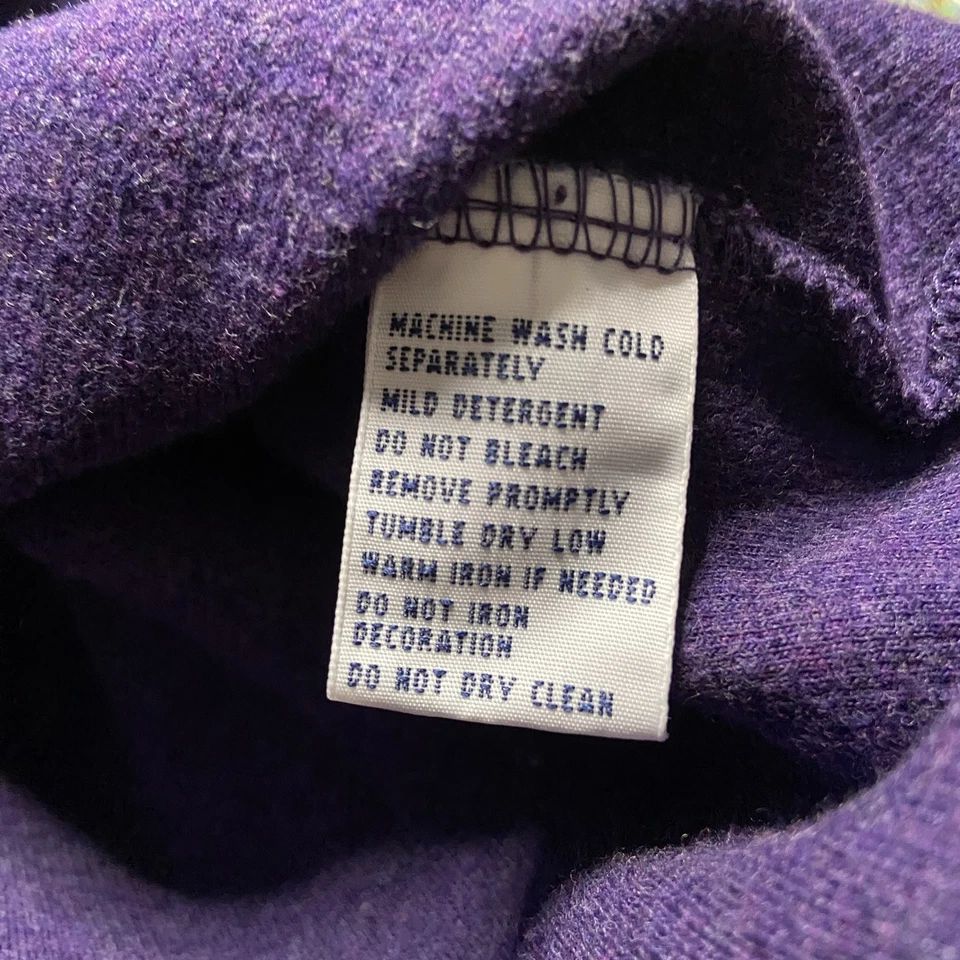 MACHINE WASH COLD
SEPARATELY
MILD DETERGENT
DO NOT BLEACH
REMOVE PROMPTLY
TUMBLE DRY LOW
WARM IRON IF NEEDED
DO NOT IRON
DECORATION
DO NOT DRY CLEAN